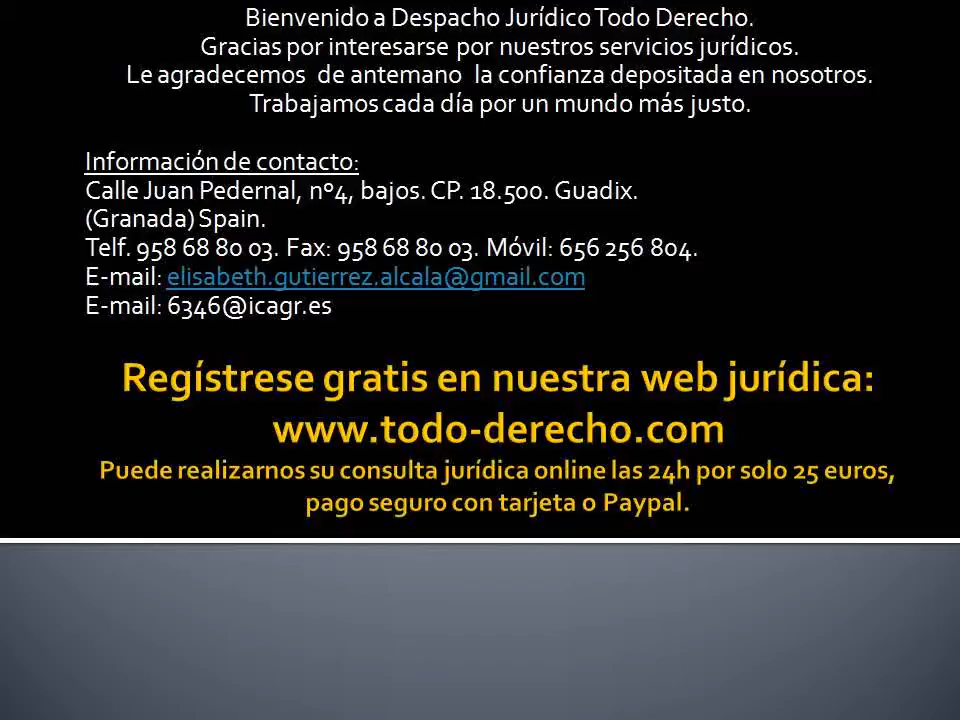 Bienvenido a Despacho Jurídico Todo Derecho.
Gracias por interesarse por nuestros servicios jurídicos.
Le agradecemos de antemano la confianza depositada en nosotros.
Trabajamos cada día por un mundo más justo.
Información de contacto:
Calle Juan Pedernal, nº4, bajos. CP. 18.500. Guadix.
(Granada) Spain.
Telf. 958 68 80 03. Fax: 958 68 80 03. Móvil: 656 256 804.
E-mail: elisabeth.gutierrez.alcala@gmail.com
E-mail: 6346@icagr.es
Regístrese gratis en nuestra web jurídica:
www.todo-derecho.com
Puede realizarnos su consulta jurídica online las 24h por solo 25 euros,
pago seguro con tarjeta o Paypal.